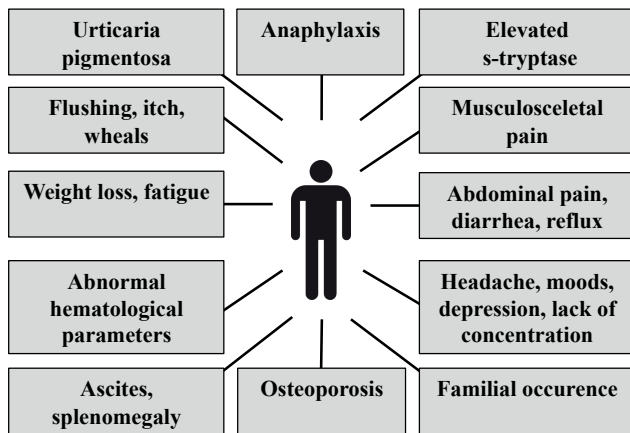 Urticaria
pigmentosa
Anaphylaxis
Elevated
s-tryptase
Flushing, itch,
wheals
Musculosceletal
pain
Weight loss, fatigue
Abdominal pain,
diarrhea, reflux
Abnormal
hematological
parameters
Headache, moods,
depression, lack of
concentration
Ascites,
splenomegaly
Osteoporosis
Familial occurence